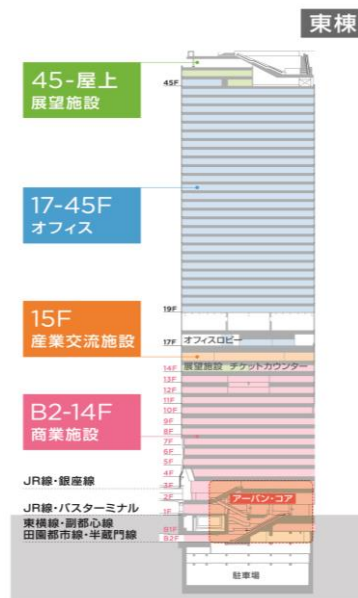 東棟
45-屋上
展望施設
45F
17-45F
オフィス
19F
15F
産業交流施設
17F
オフィスロビー
展望施設 チケットカウンター
14F
13F
12F
11F
10F
9F
8F
7F
6F
5F
4F
3F
2F
1F
B1F
B2F
B2-14F
商業施設
JR線・銀座線
アーバン・コア
JR線・バスターミナル
東横線・副都心線
田園都市線・半蔵門線
駐車場